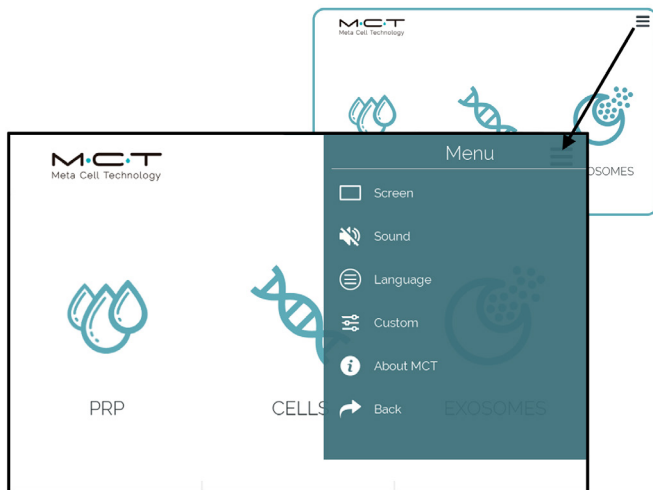 M·C·T
Meta Cell Technology
OSOMES
M·C·T
Meta Cell Technology
PRP
CELLS
EXOSOMES
Menu
Screen
Sound
Language
Custom
About MCT
Back